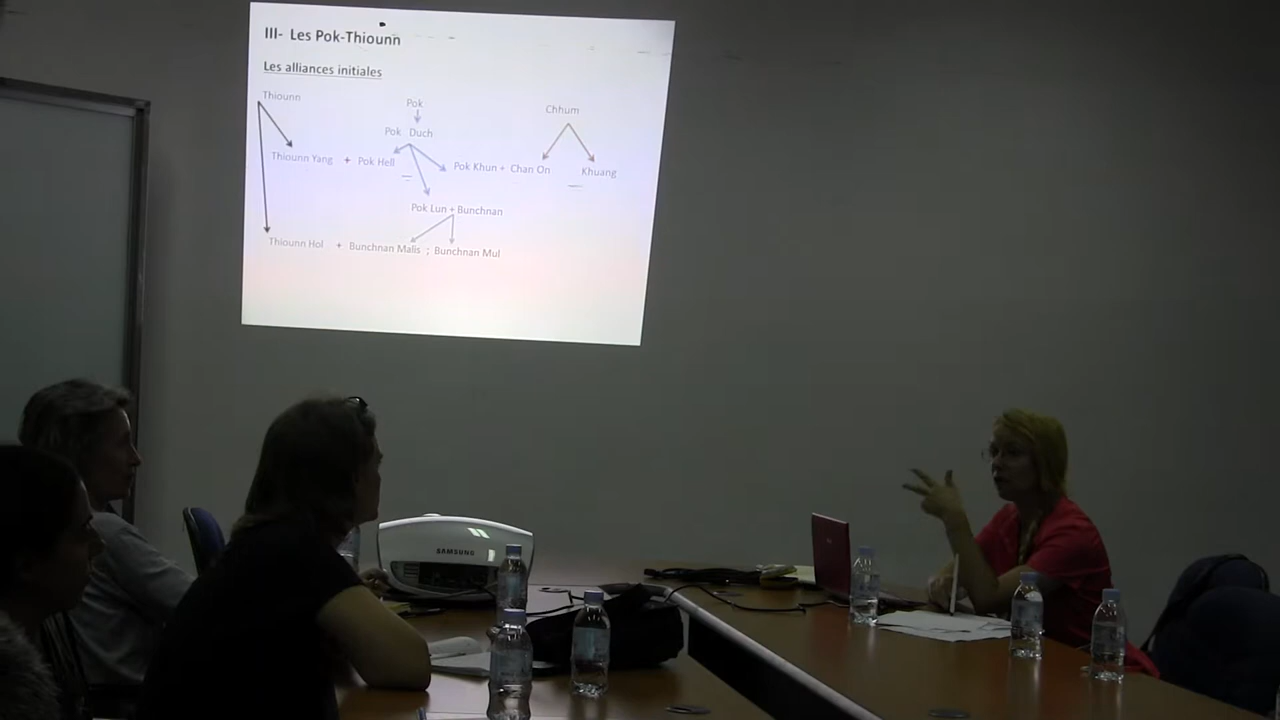 III- Les Pok-Thiounn
Les alliances initiales
Thiounn Pok Chhum
Pok Duch
Thiounn Yang + Pok Hell Pok Khun + Chan On Khuang
Pok Lun + Bunchnan
Thiounn Hol + Bunchnan Malis ; Bunchnan Mul
SAMSUNG